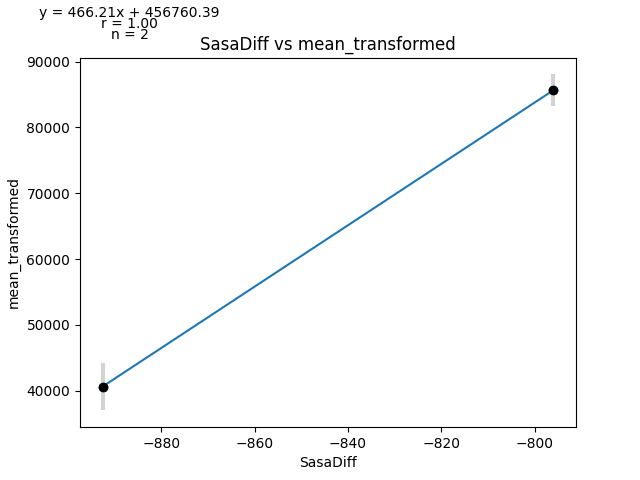 y = 466.21x + 456760.39
r = 1.00
n = 2
SasaDiff vs mean_transformed
90000
80000
70000
60000
50000
40000
mean_transformed
−880
−860
−840
−820
−800
SasaDiff